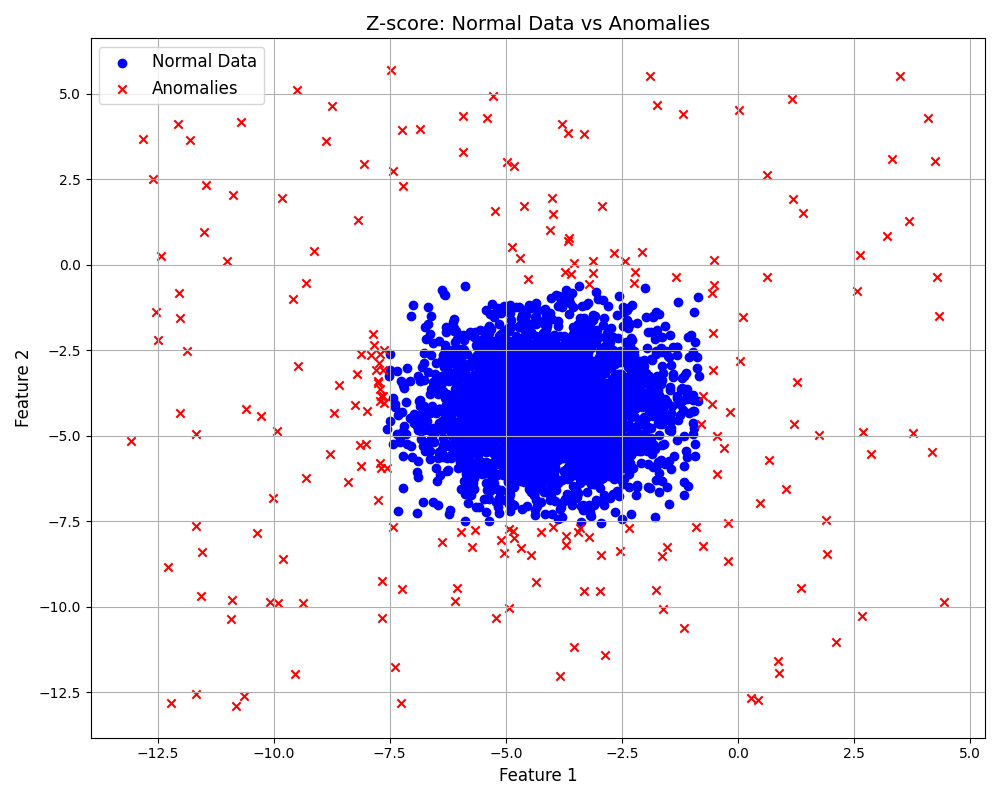 Z-score: Normal Data vs Anomalies
Normal Data
Anomalies
5.0
2.5
0.0
−2.5
−5.0
−7.5
−10.0
−12.5
Feature 2
−12.5 −10.0 −7.5 −5.0 −2.5 0.0 2.5 5.0
Feature 1